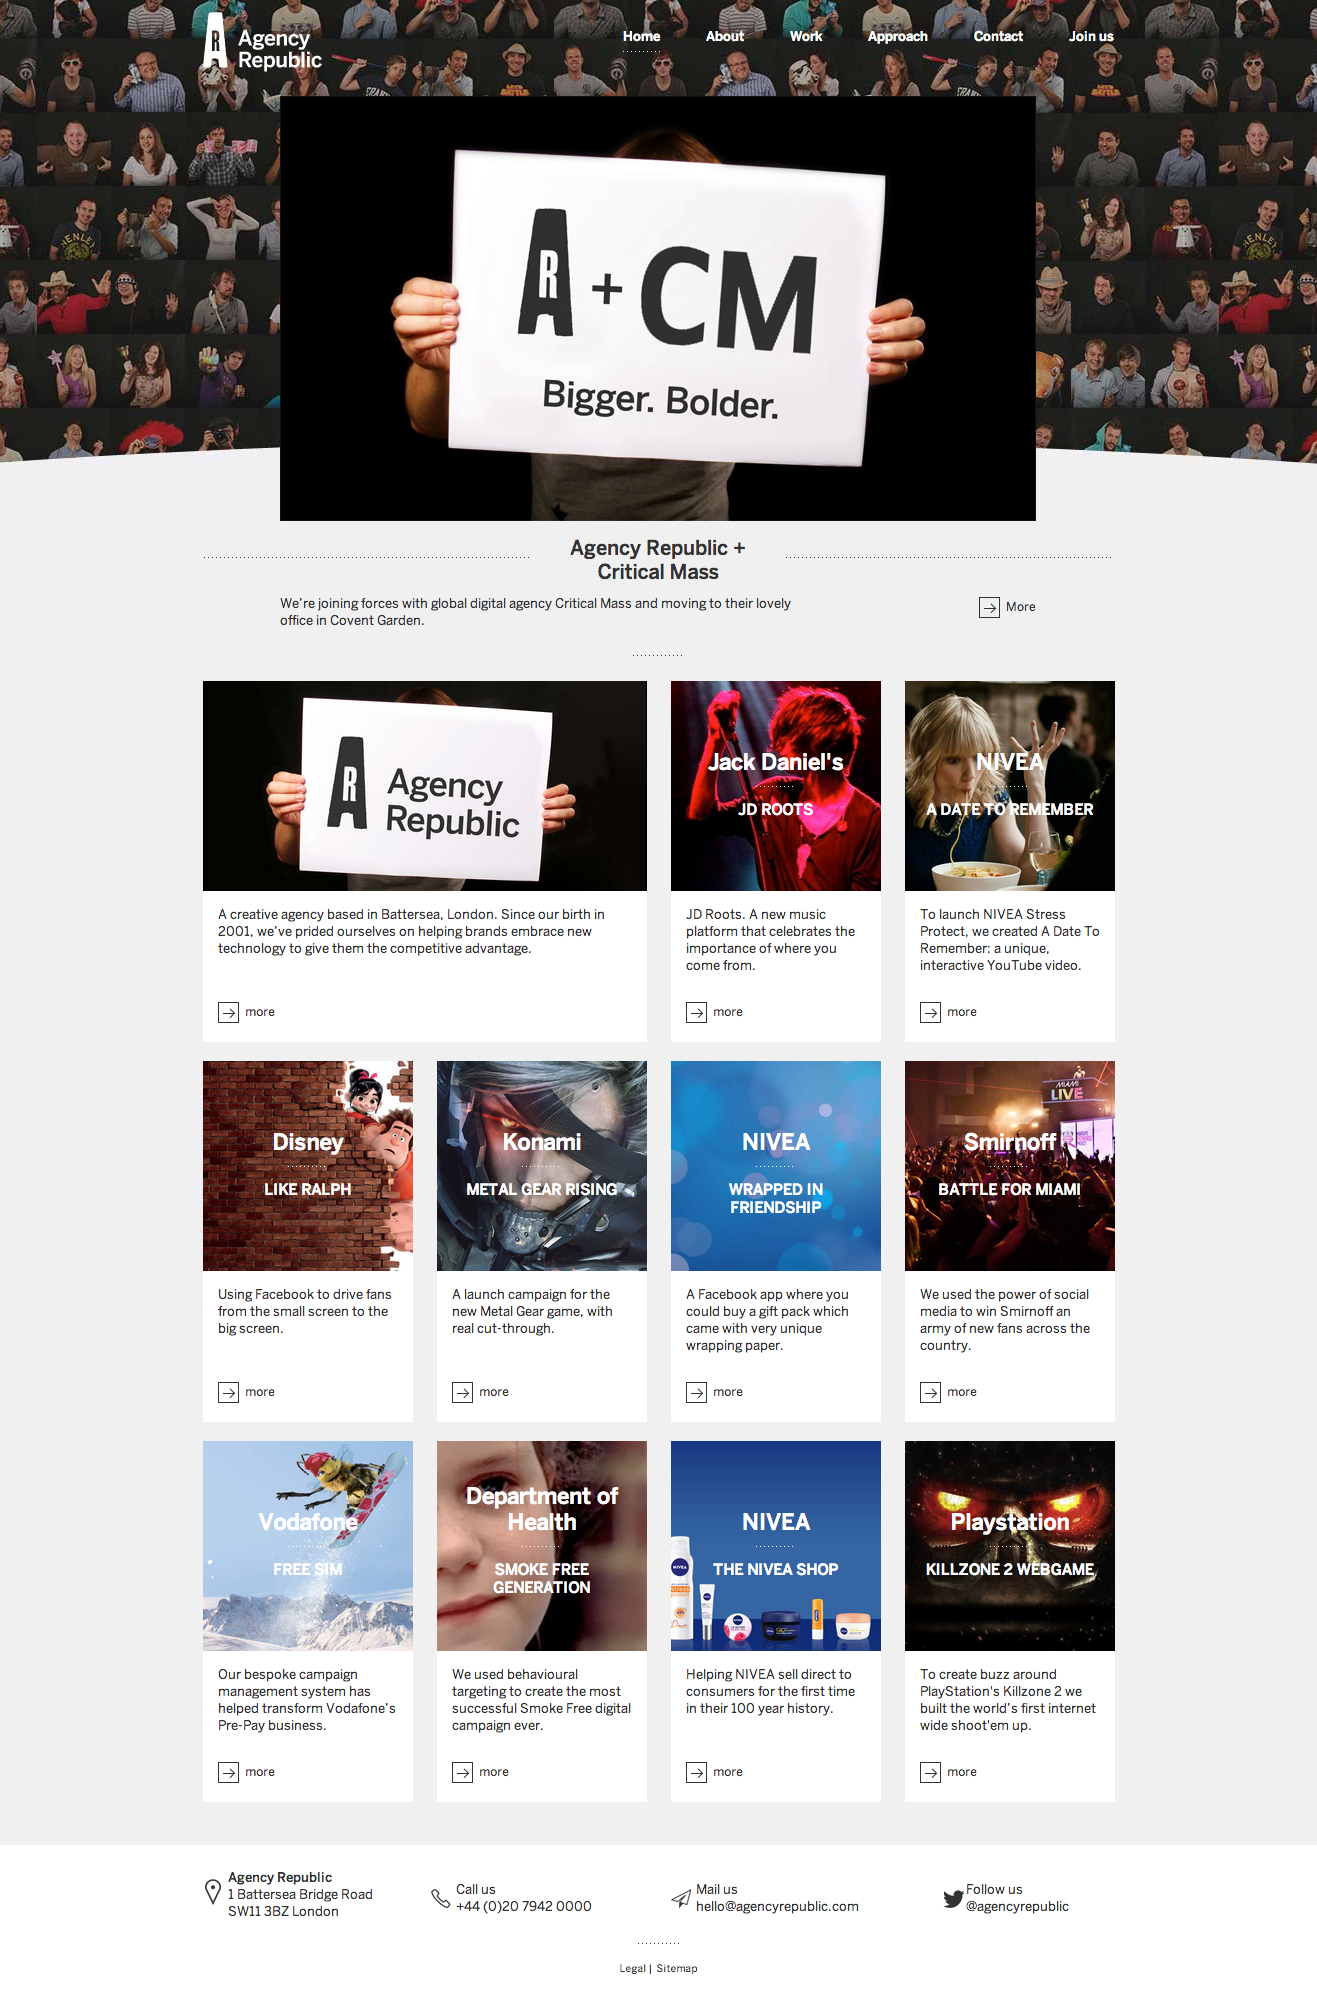 R
Agency
Republic
Home
About
Work
Approach
Contact
Join us
R + CM
Bigger. Bolder.
Agency Republic +
Critical Mass
We're joining forces with global digital agency Critical Mass and moving to their lovely
office in Covent Garden.
More
R
Agency
Republic
A creative agency based in Battersea, London. Since our birth in
2001, we've prided ourselves on helping brands embrace new
technology to give them the competitive advantage.
more
Jack Daniel's
JD ROOTS
JD Roots. A new music
platform that celebrates the
importance of where you
come from.
more
NIVEA
A DATE TO REMEMBER
To launch NIVEA Stress
Protect, we created A Date To
Remember: a unique,
interactive YouTube video.
more
Disney
LIKE RALPH
Using Facebook to drive fans
from the small screen to the
big screen.
more
Konami
METAL GEAR RISING
A launch campaign for the
new Metal Gear game, with
real cut-through.
more
NIVEA
WRAPPED IN
FRIENDSHIP
A Facebook app where you
could buy a gift pack which
came with very unique
wrapping paper.
more
MIAMI
LIVE
Smirnoff
BATTLE FOR MIAMI
We used the power of social
media to win Smirnoff an
army of new fans across the
country.
more
Vodafone
FREE SIM
Our bespoke campaign
management system has
helped transform Vodafone's
Pre-Pay business.
more
Department of
Health
SMOKE FREE
GENERATION
We used behavioural
targeting to create the most
successful Smoke Free digital
campaign ever.
more
NIVEA
THE NIVEA SHOP
NIVEA
Helping NIVEA sell direct to
consumers for the first time
in their 100 year history.
more
Playstation
KILLZONE 2 WEBGAME
To create buzz around
PlayStation's Killzone 2 we
built the world's first internet
wide shoot'em up.
more
Agency Republic
1 Battersea Bridge Road
SW11 3BZ London
Call us
+44 (0)20 7942 0000
Mail us
hello@agencyrepublic.com
Follow us
@agencyrepublic
Legal | Sitemap